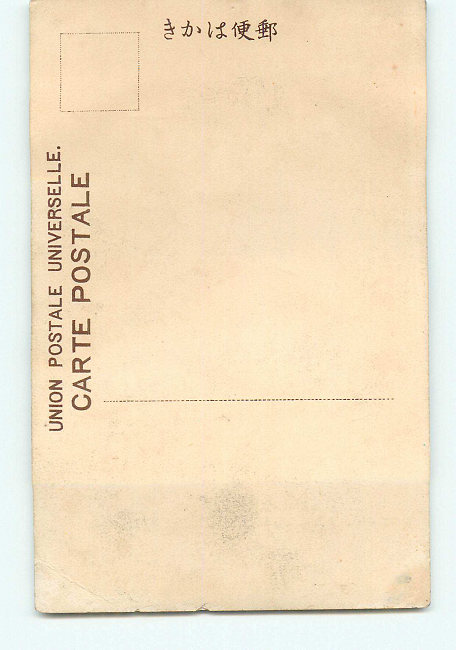 きかは便郵
UNION POSTALE UNIVERSELLE.
CARTE POSTALE